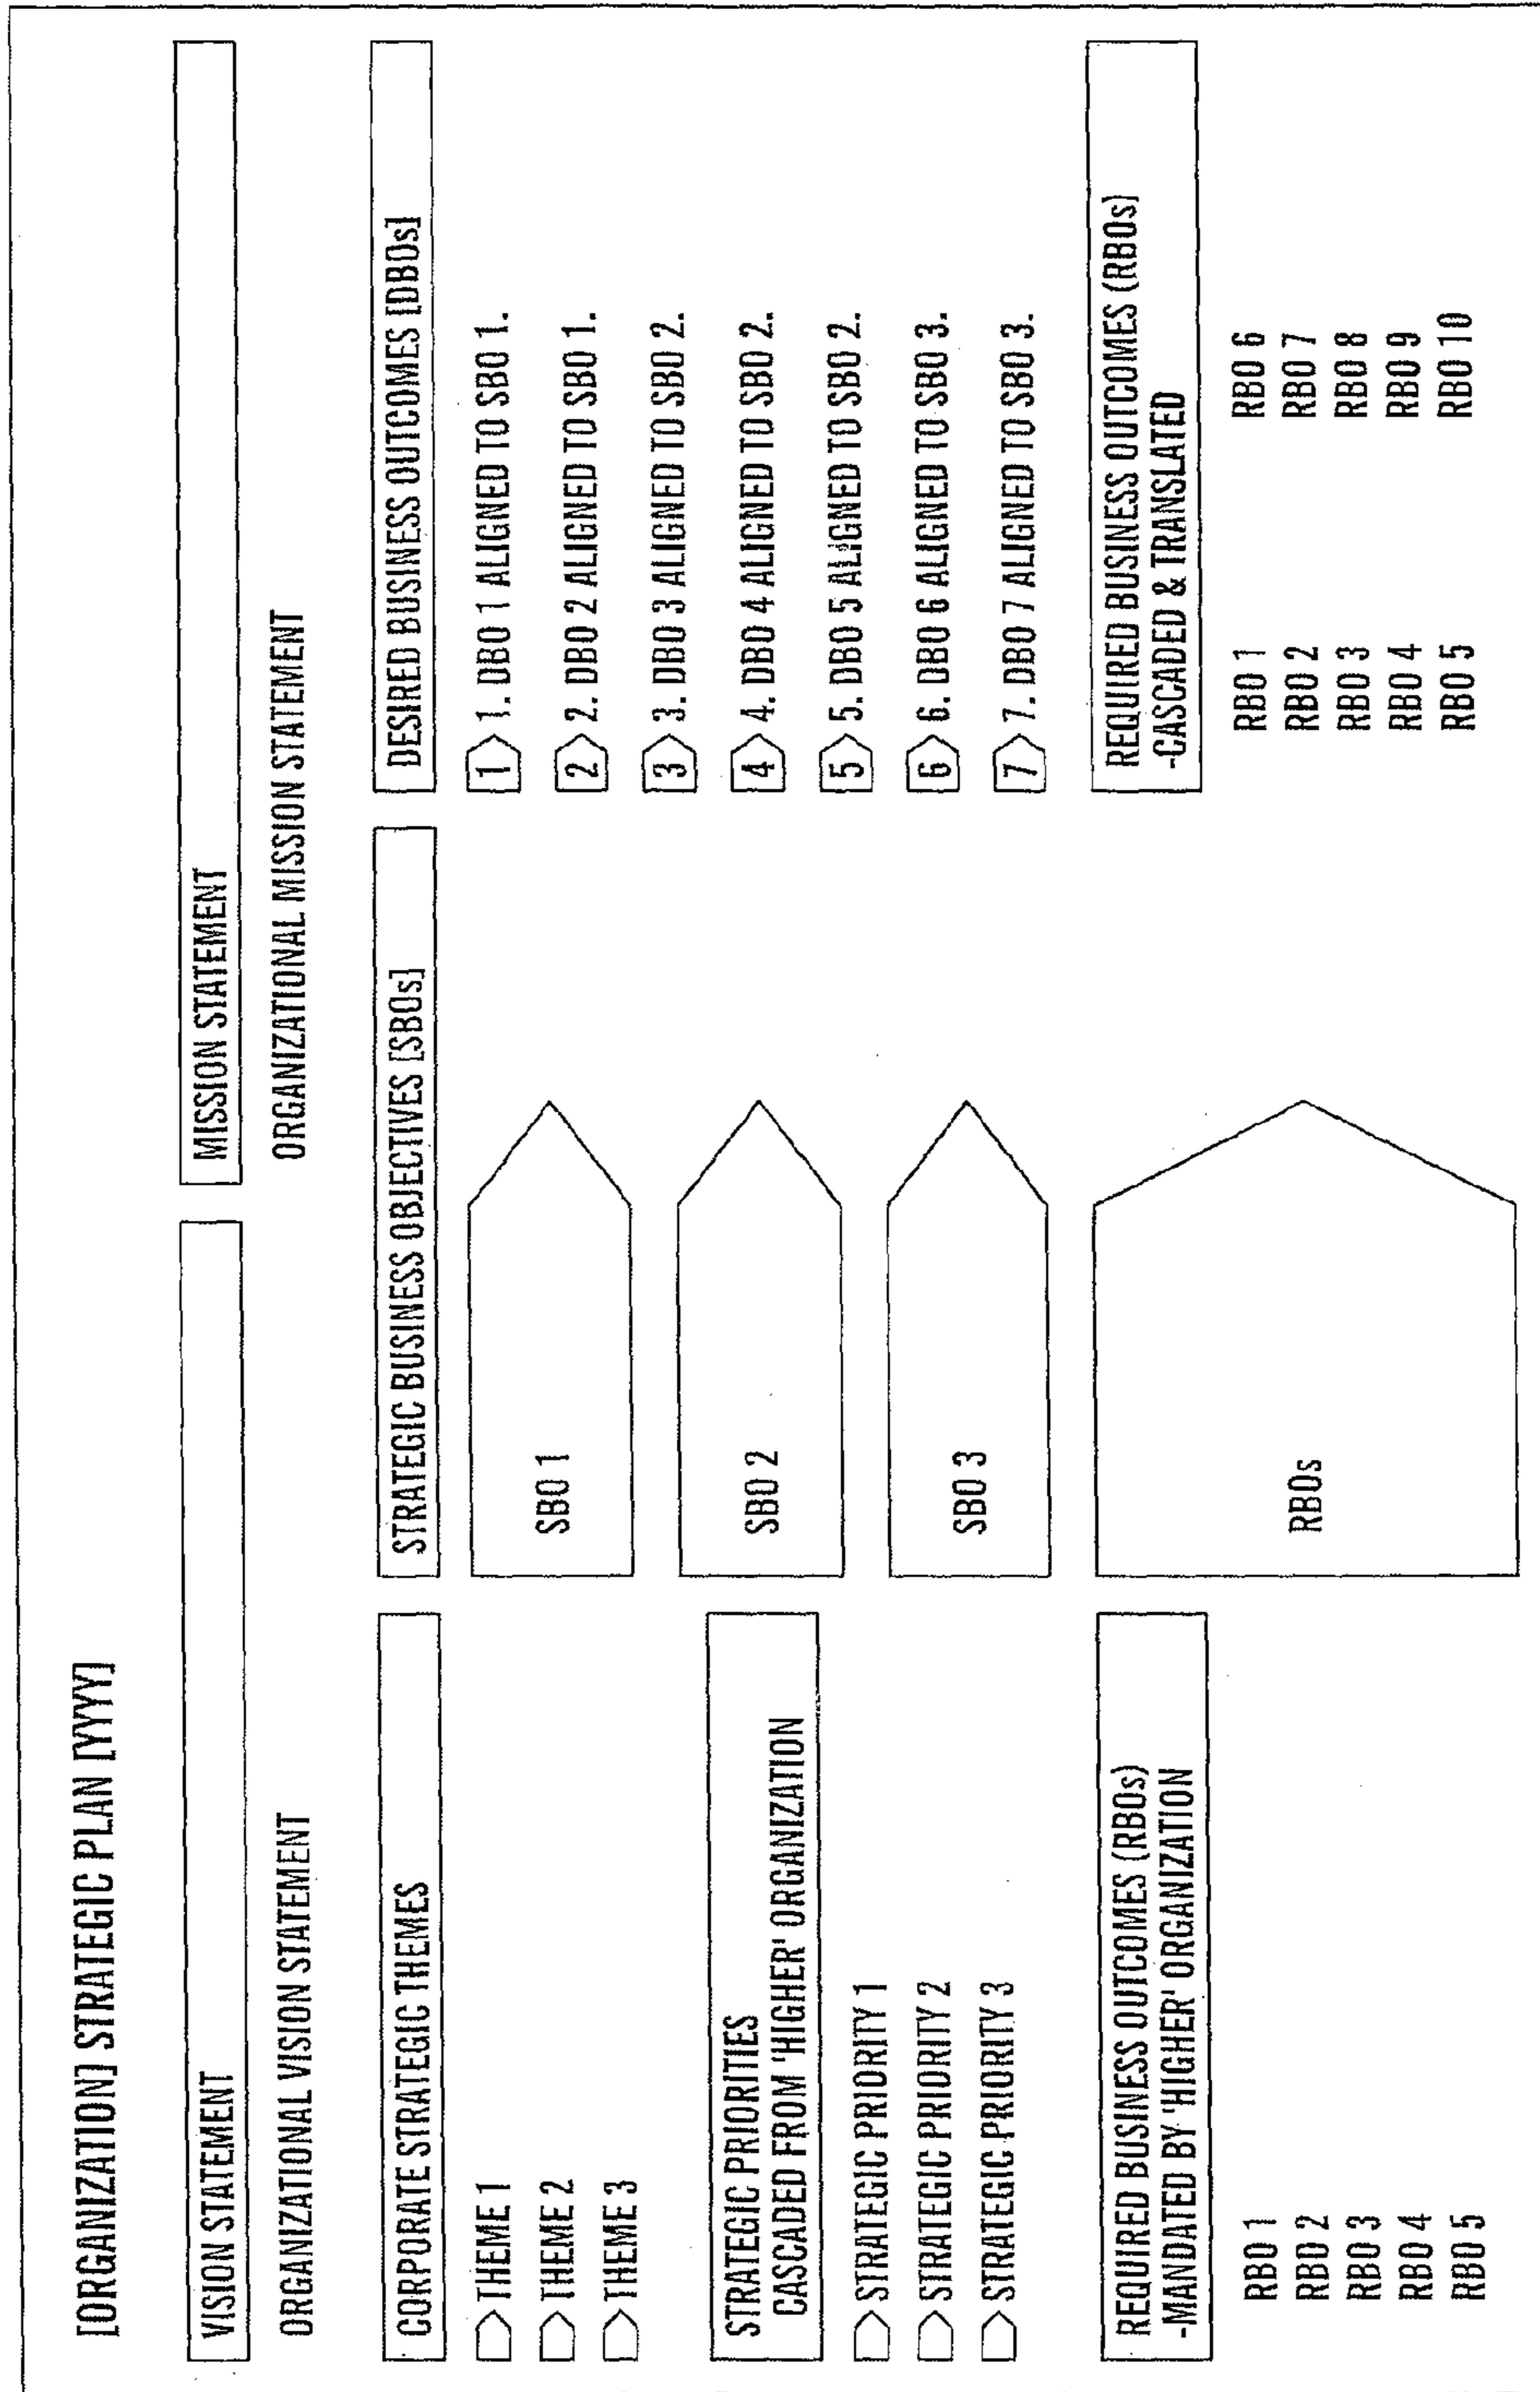 [ORGANIZATION] STRATEGIC PLAN [YYYY]
VISION STATEMENT
ORGANIZATIONAL VISION STATEMENT
MISSION STATEMENT
ORGANIZATIONAL MISSION STATEMENT
CORPORATE STRATEGIC THEMES
THEME 1
THEME 2
THEME 3
STRATEGIC PRIORITIES
CASCADED FROM 'HIGHER' ORGANIZATION
STRATEGIC PRIORITY 1
STRATEGIC PRIORITY 2
STRATEGIC PRIORITY 3
REQUIRED BUSINESS OUTCOMES (RBOs)
-MANDATED BY 'HIGHER' ORGANIZATION
RBO 1
RBO 2
RBO 3
RBO 4
RBO 5
STRATEGIC BUSINESS OBJECTIVES [SBOs]
SBO 1
SBO 2
SBO 3
RBOs
DESIRED BUSINESS OUTCOMES [DBOs]
1 1. DBO 1 ALIGNED TO SBO 1.
2 2. DBO 2 ALIGNED TO SBO 1.
3 3. DBO 3 ALIGNED TO SBO 2.
4 4. DBO 4 ALIGNED TO SBO 2.
5 5. DBO 5 ALIGNED TO SBO 2.
6 6. DBO 6 ALIGNED TO SBO 3.
7 7. DBO 7 ALIGNED TO SBO 3.
REQUIRED BUSINESS OUTCOMES (RBOs)
-CASCADED & TRANSLATED
RBO 1
RBO 2
RBO 3
RBO 4
RBO 5
RBO 6
RBO 7
RBO 8
RBO 9
RBO 10